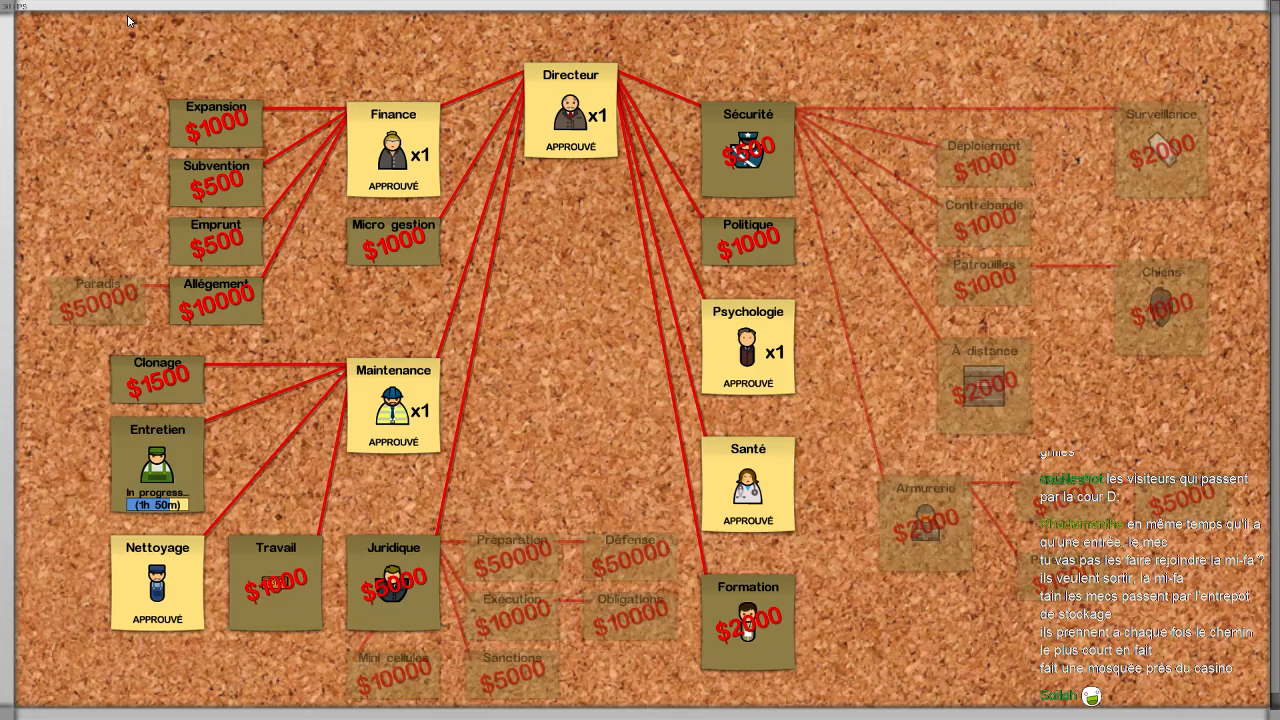 30 FPS
Directeur
x1
APPROUVÉ
Expansion
$1000
Subvention
$500
Emprunt
$500
Paradis
$50000
Allégement
$10000
Finance
x1
APPROUVÉ
Micro gestion
$1000
Sécurité
$500
Politique
$1000
Psychologie
x1
APPROUVÉ
Santé
APPROUVÉ
Formation
$2000
Surveillance
$2000
Déploiement
$1000
Contrebande
$1000
Patrouilles
$1000
Chiens
$1000
À distance
$2000
Armurerie
$2000
$5000
Clonage
$1500
Maintenance
x1
APPROUVÉ
Entretien
In progress...
(1h 50m)
Nettoyage
APPROUVÉ
Travail
$1000
Juridique
$5000
Préparation
$50000
Défense
$50000
Exécution
$10000
Obligations
$10000
Mini cellules
$10000
Sanctions
$5000
les visiteurs qui passent
par la cour D:
en même temps qu'il a
qu'une entrée, le mec
tu vas pas les faire rejoindre la mi-fa ?
ils veulent sortir, la mi-fa
tain les mecs passent par l'entrepot
de stockage
ils prennent a chaque fois le chemin
le plus court en fait
fait une mosquée près du casino